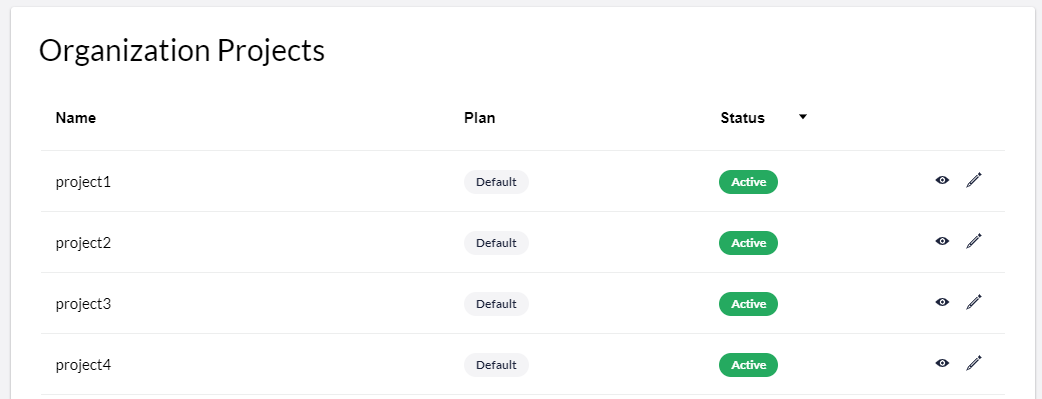 Organization Projects
Name Plan Status
project1 Default Active
project2 Default Active
project3 Default Active
project4 Default Active